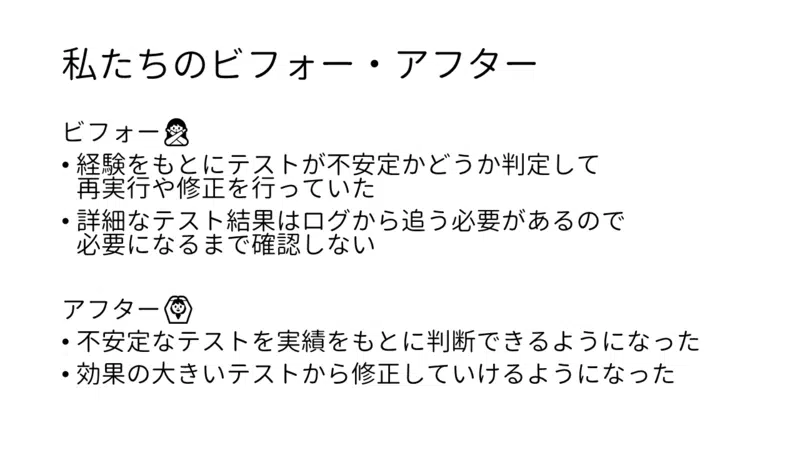 私たちのビフォー・アフター
ビフォー🙅
• 経験をもとにテストが不安定かどうか判定して
再実行や修正を行っていた
• 詳細なテスト結果はログから追う必要があるので
必要になるまで確認しない
アフター🙆
• 不安定なテストを実績をもとに判断できるようになった
• 効果の大きいテストから修正していけるようになった